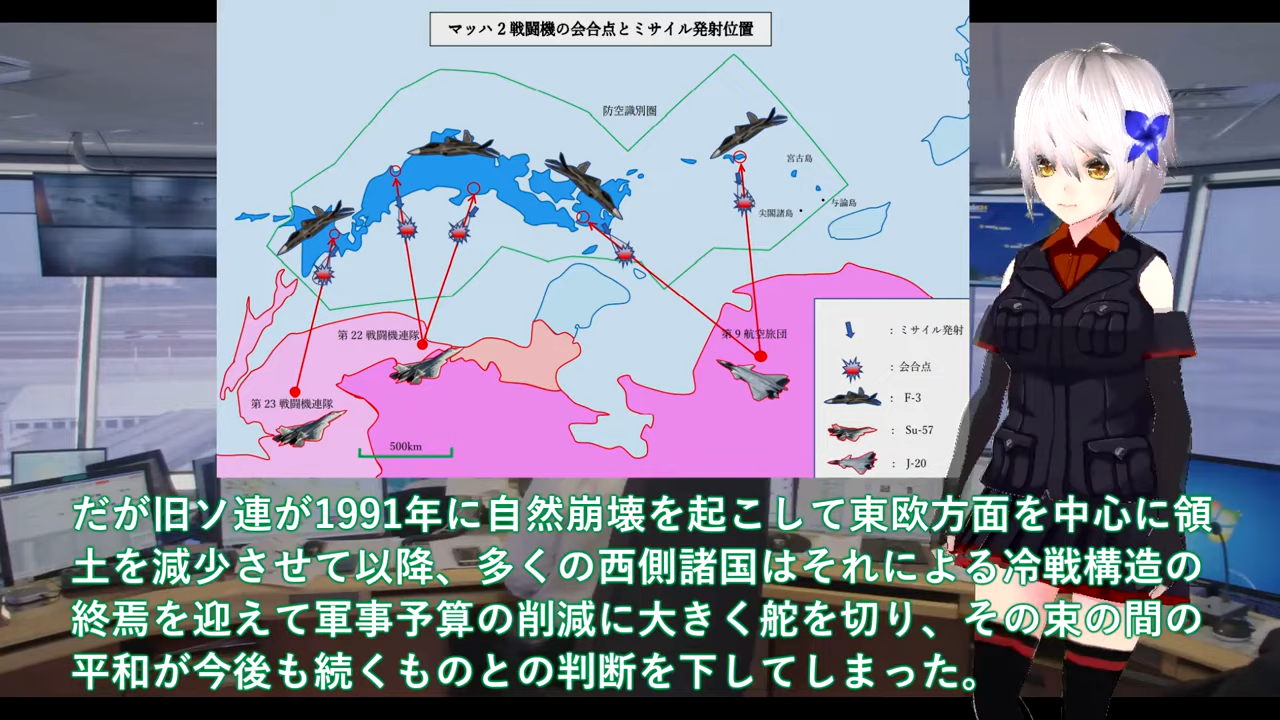 マッハ２戦闘機の会合点とミサイル発射位置
防空識別圏
宮古島
尖閣諸島
与論島
第 22 戦闘機連隊
第 9 航空旅団
第 23 戦闘機連隊
500km
： ミサイル発射
： 会合点
： F-3
： Su-57
： J-20
だが旧ソ連が1991年に自然崩壊を起こして東欧方面を中心に領
土を減少させて以降、多くの西側諸国はそれによる冷戦構造の
終焉を迎えて軍事予算の削減に大きく舵を切り、その束の間の
平和が今後も続くものとの判断を下してしまった。